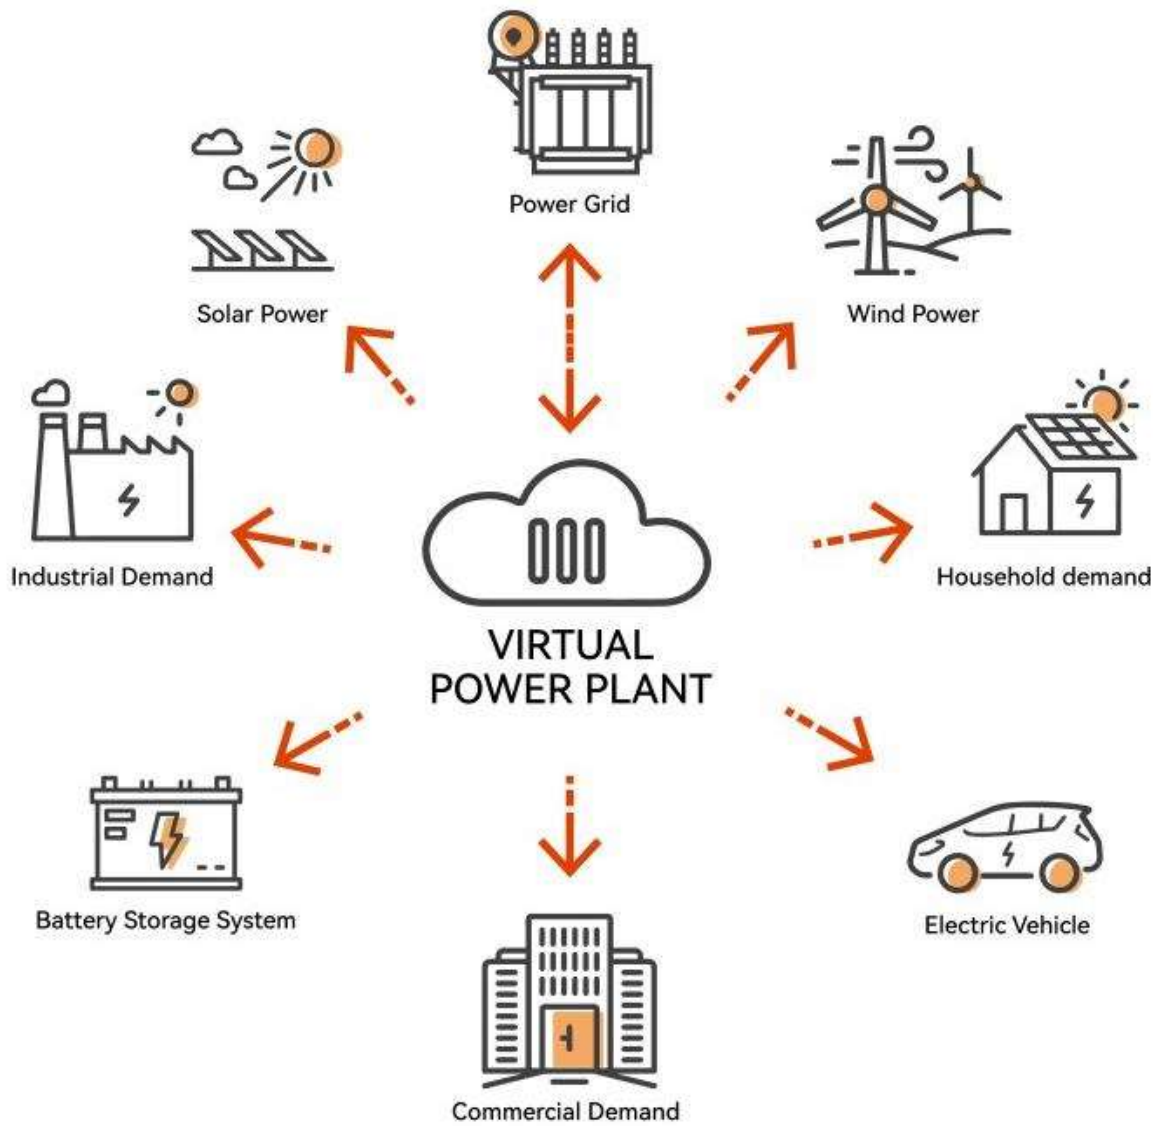 Power Grid
Solar Power
Wind Power
Industrial Demand
Household demand
VIRTUAL
POWER PLANT
Battery Storage System
Electric Vehicle
Commercial Demand